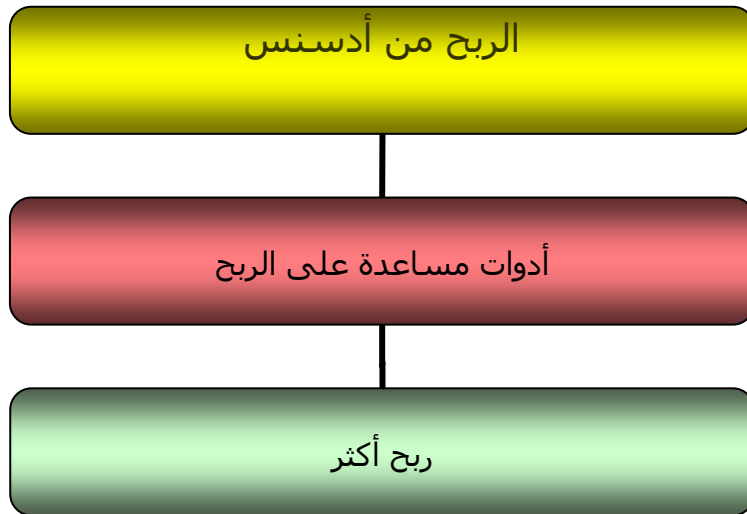 الربح من أدسنس
أدوات مساعدة على الربح
ربح أكثر